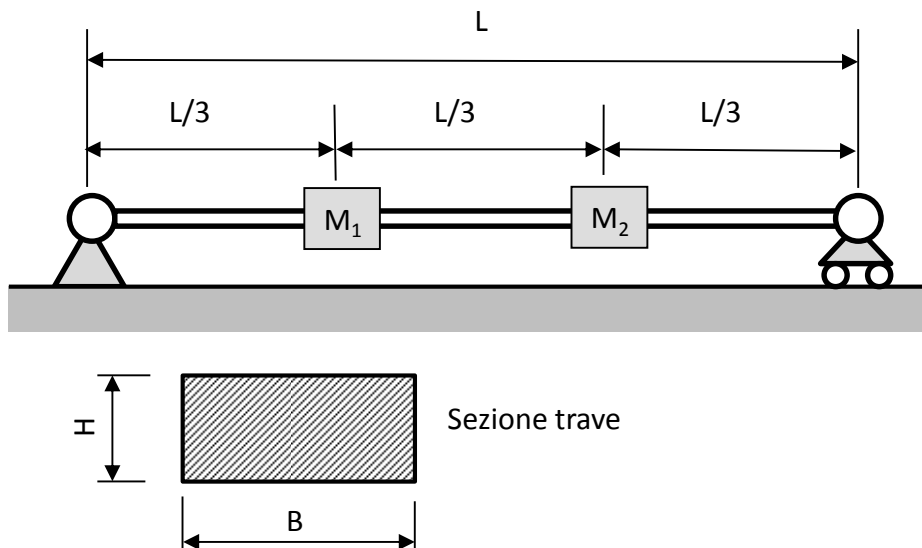 L
L/3 L/3 L/3
M₁ M₂
H
Sezione trave
B